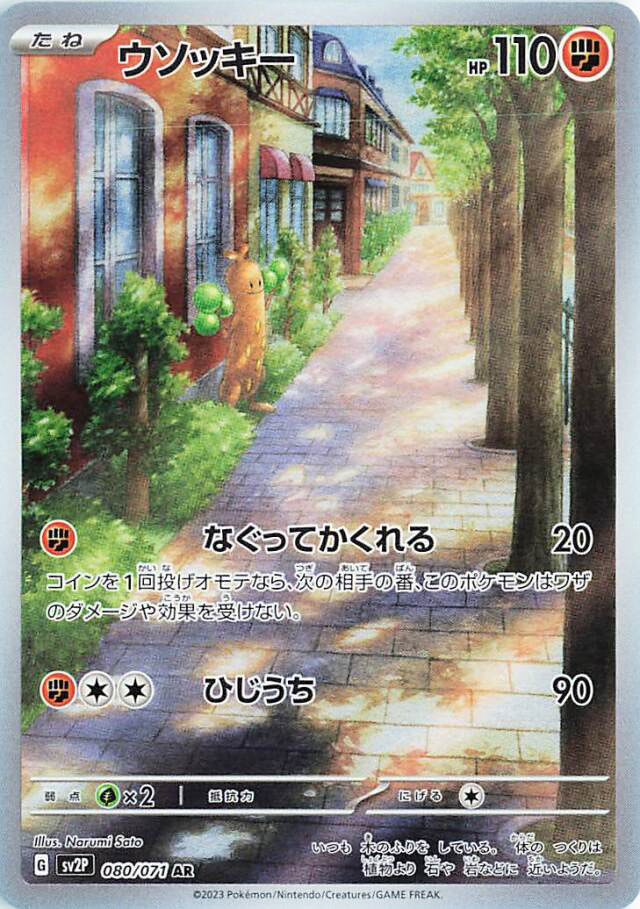 たね ウソッキー HP 110
なぐってかくれる 20
コインを1回投げオモテなら、次の相手の番、このポケモンはワザ
のダメージや効果を受けない。
ひじうち 90
弱点 ×2 抵抗力 にげる
Illus. Narumi Sato
G sv2P 080/071 AR
いつも 木のふりを している。体の つくりは
植物より 石や 岩などに 近いようだ。
©2023 Pokémon/Nintendo/Creatures/GAME FREAK.